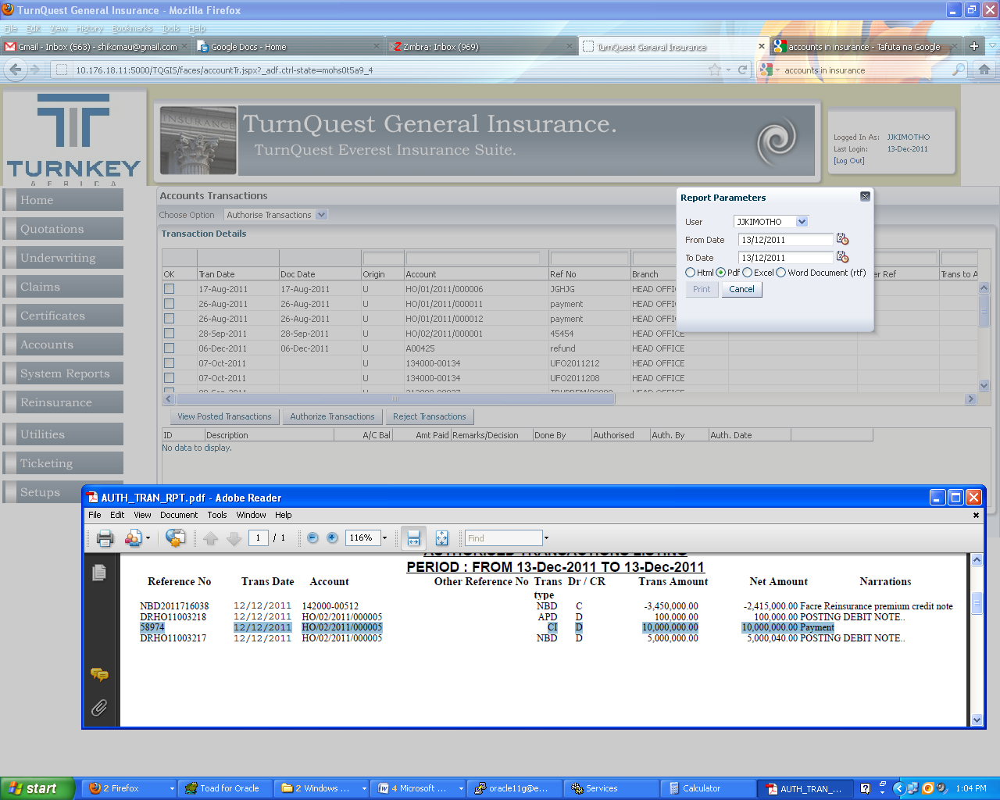 TurnQuest General Insurance - Mozilla Firefox
File Edit View History Bookmarks Tools Help
Gmail - Inbox (563) - shikomau@gmail.com
Google Docs - Home
Zimbra: Inbox (969)
TurnQuest General Insurance
accounts in insurance - Tafuta na Google
10.176.18.11:5000/TQGIS/faces/accountTr.jspx?_adf.ctrl-state=mohs0t5a9_4
accounts in insurance
TURNKEY
AFRICA
INSURANCE
TurnQuest General Insurance.
TurnQuest Everest Insurance Suite.
Logged In As: JJKIMOTHO
Last Login: 13-Dec-2011
[Log Out]
Home
Quotations
Underwriting
Claims
Certificates
Accounts
System Reports
Reinsurance
Utilities
Ticketing
Setups
Accounts Transactions
Choose Option Authorise Transactions
Transaction Details
OK Tran Date Doc Date Origin Account Ref No Branch er Ref Trans to A
17-Aug-2011 17-Aug-2011 U HO/01/2011/000006 JGHJG HEAD OFFICE
26-Aug-2011 26-Aug-2011 U HO/01/2011/000011 payment HEAD OFFICE
26-Aug-2011 26-Aug-2011 U HO/01/2011/000012 payment HEAD OFFICE
28-Sep-2011 28-Sep-2011 U HO/02/2011/000001 45454 HEAD OFFICE
06-Dec-2011 06-Dec-2011 U A00425 refund HEAD OFFICE
07-Oct-2011 U 134000-00134 UFO2011212 HEAD OFFICE
07-Oct-2011 U 134000-00134 UFO2011208 HEAD OFFICE
View Posted Transactions Authorize Transactions Reject Transactions
ID Description A/C Bal Amt Paid Remarks/Decision Done By Authorised Auth. By Auth. Date
No data to display.
Report Parameters
User JJKIMOTHO
From Date 13/12/2011
To Date 13/12/2011
Html Pdf Excel Word Document (rtf)
Print Cancel
AUTH_TRAN_RPT.pdf - Adobe Reader
File Edit View Document Tools Window Help
1 / 1 116% Find
AUTHORISED TRANSACTIONS LISTING
PERIOD : FROM 13-Dec-2011 TO 13-Dec-2011
Reference No Trans Date Account Other Reference No Trans type Dr / CR Trans Amount Net Amount Narrations
NBD2011716038 12/12/2011 142000-00512 NBD C -3,450,000.00 -2,415,000.00 Facre Reinsurance premium credit note
DRHO11003218 12/12/2011 HO/02/2011/000005 APD D 100,000.00 100,000.00 POSTING DEBIT NOTE..
58974 12/12/2011 HO/02/2011/000005 CI D 10,000,000.00 10,000,000.00 Payment
DRHO11003217 12/12/2011 HO/02/2011/000005 NBD D 5,000,000.00 5,000,040.00 POSTING DEBIT NOTE..
start
2 Firefox
Toad for Oracle
2 Windows ...
4 Microsoft ...
oracle11g@e...
Services
Calculator
AUTH_TRAN_...
1:04 PM